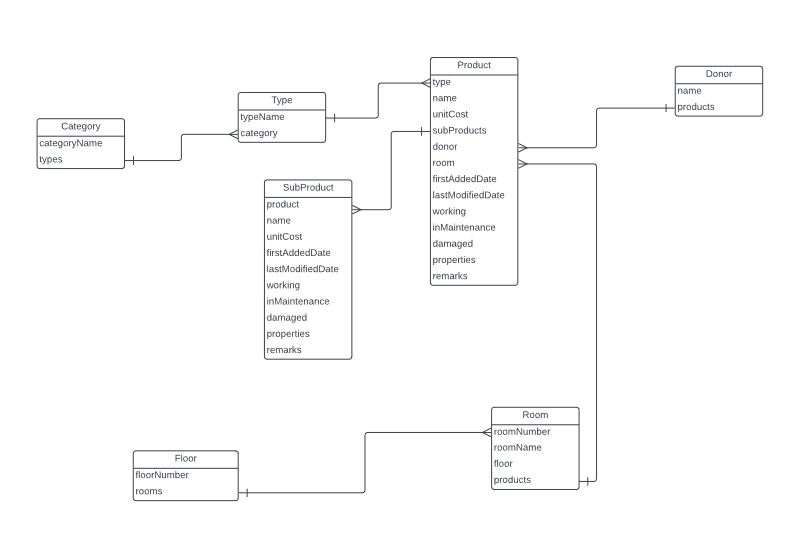 Category
categoryName
types
Type
typeName
category
SubProduct
product
name
unitCost
firstAddedDate
lastModifiedDate
working
inMaintenance
damaged
properties
remarks
Product
type
name
unitCost
subProducts
donor
room
firstAddedDate
lastModifiedDate
working
inMaintenance
damaged
properties
remarks
Donor
name
products
Floor
floorNumber
rooms
Room
roomNumber
roomName
floor
products